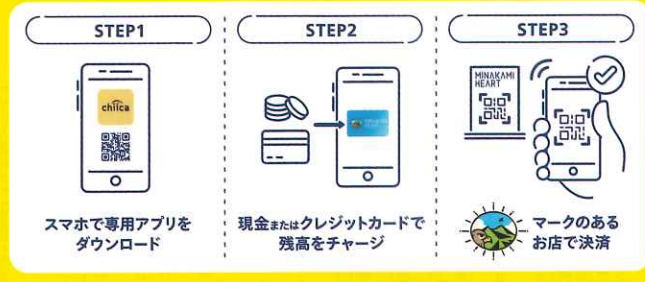 STEP1
chiica
スマホで専用アプリを
ダウンロード
STEP2
現金またはクレジットカードで
残高をチャージ
STEP3
MINAKAMI
HEART
マークのある
お店で決済